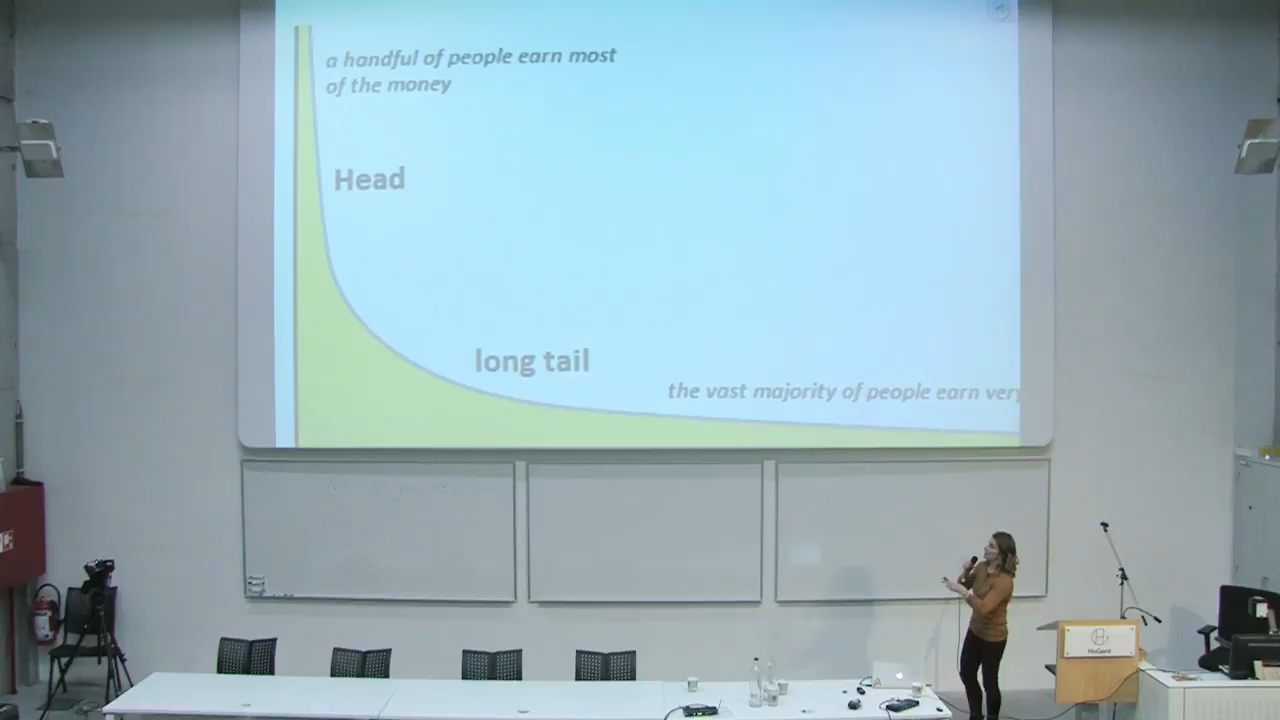 a handful of people earn most
of the money
Head
long tail
the vast majority of people earn very
HoGent